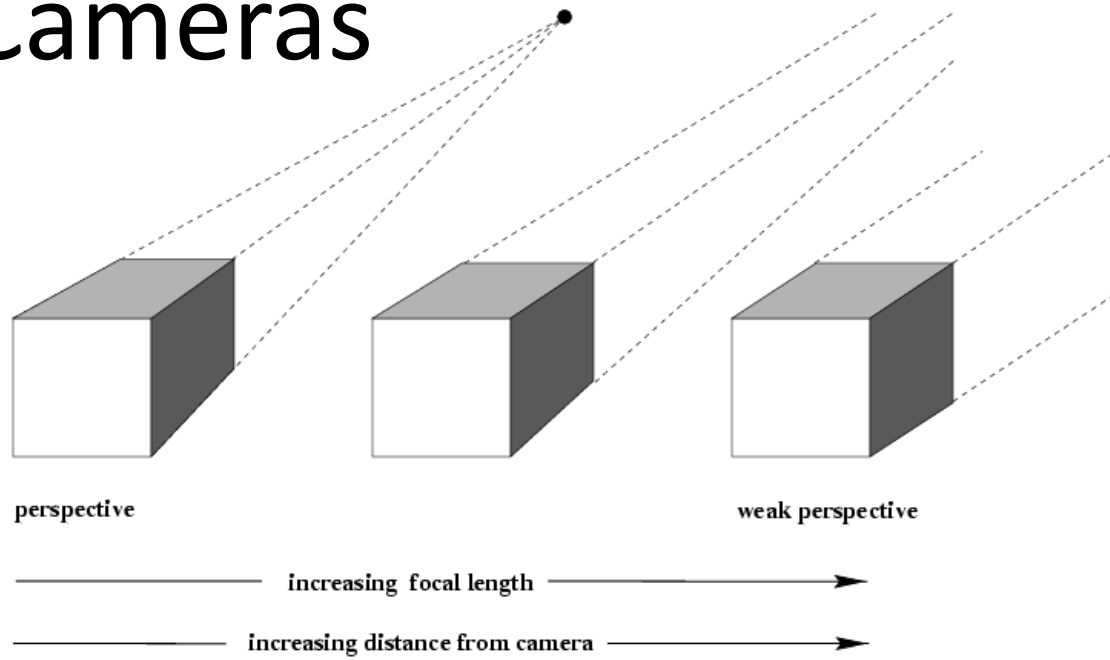 Cameras
perspective
weak perspective
increasing focal length
increasing distance from camera